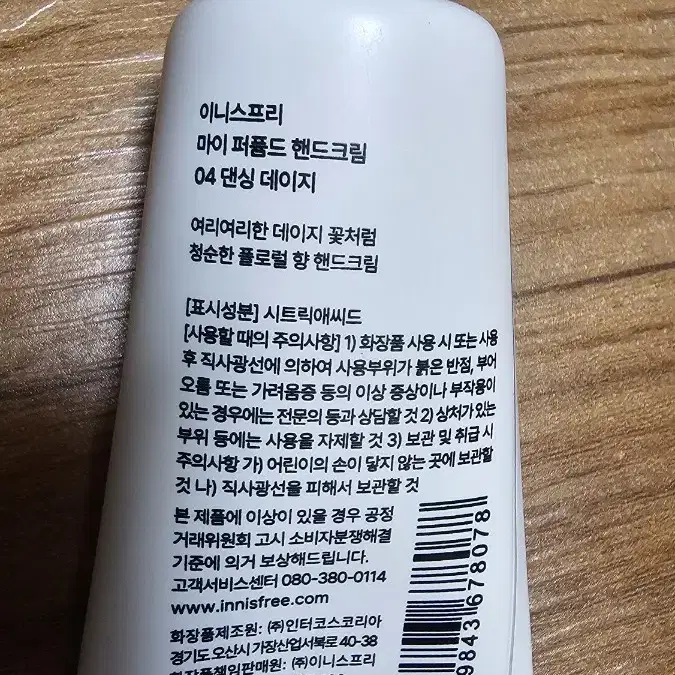 이니스프리
마이 퍼퓸드 핸드크림
04 댄싱 데이지
여리여리한 데이지 꽃처럼
청순한 플로럴 향 핸드크림
[표시성분] 시트릭애씨드
[사용할 때의 주의사항] 1) 화장품 사용 시 또는 사용
후 직사광선에 의하여 사용부위가 붉은 반점, 부어
오름 또는 가려움증 등의 이상 증상이나 부작용이
있는 경우에는 전문의 등과 상담할 것 2) 상처가 있는
부위 등에는 사용을 자제할 것 3) 보관 및 취급 시
주의사항 가) 어린이의 손이 닿지 않는 곳에 보관할
것 나) 직사광선을 피해서 보관할 것
본 제품에 이상이 있을 경우 공정
거래위원회 고시 소비자분쟁해결
기준에 의거 보상해드립니다.
고객서비스센터 080-380-0114
www.innisfree.com
화장품제조원: (주)인터코스코리아
경기도 오산시 가장산업서북로 40-38
화장품책임판매원: (주)이니스프리
9843 678078